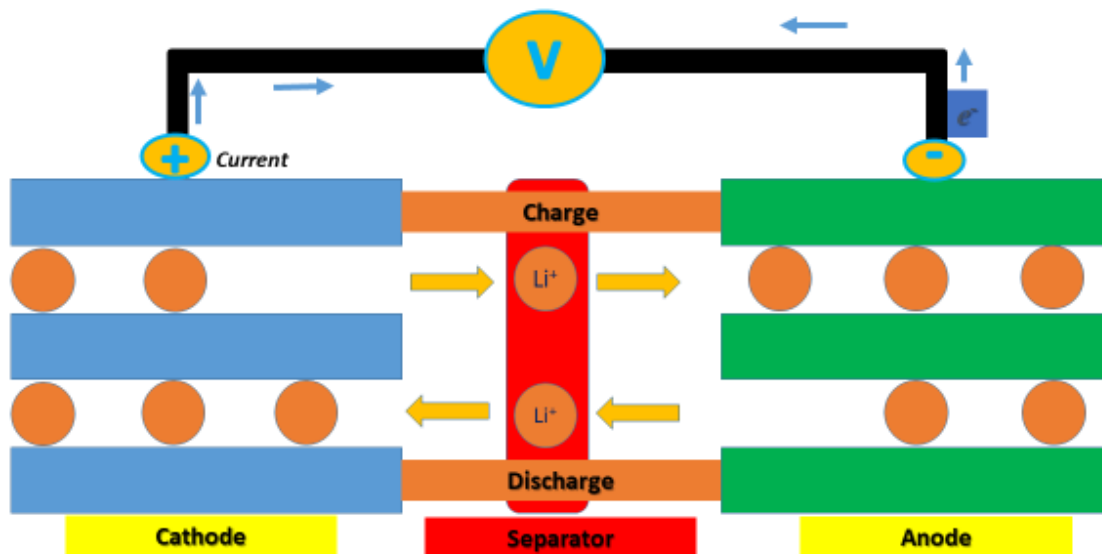 V
+
Current
e-
-
Charge
Li⁺
Li⁺
Discharge
Cathode
Separator
Anode